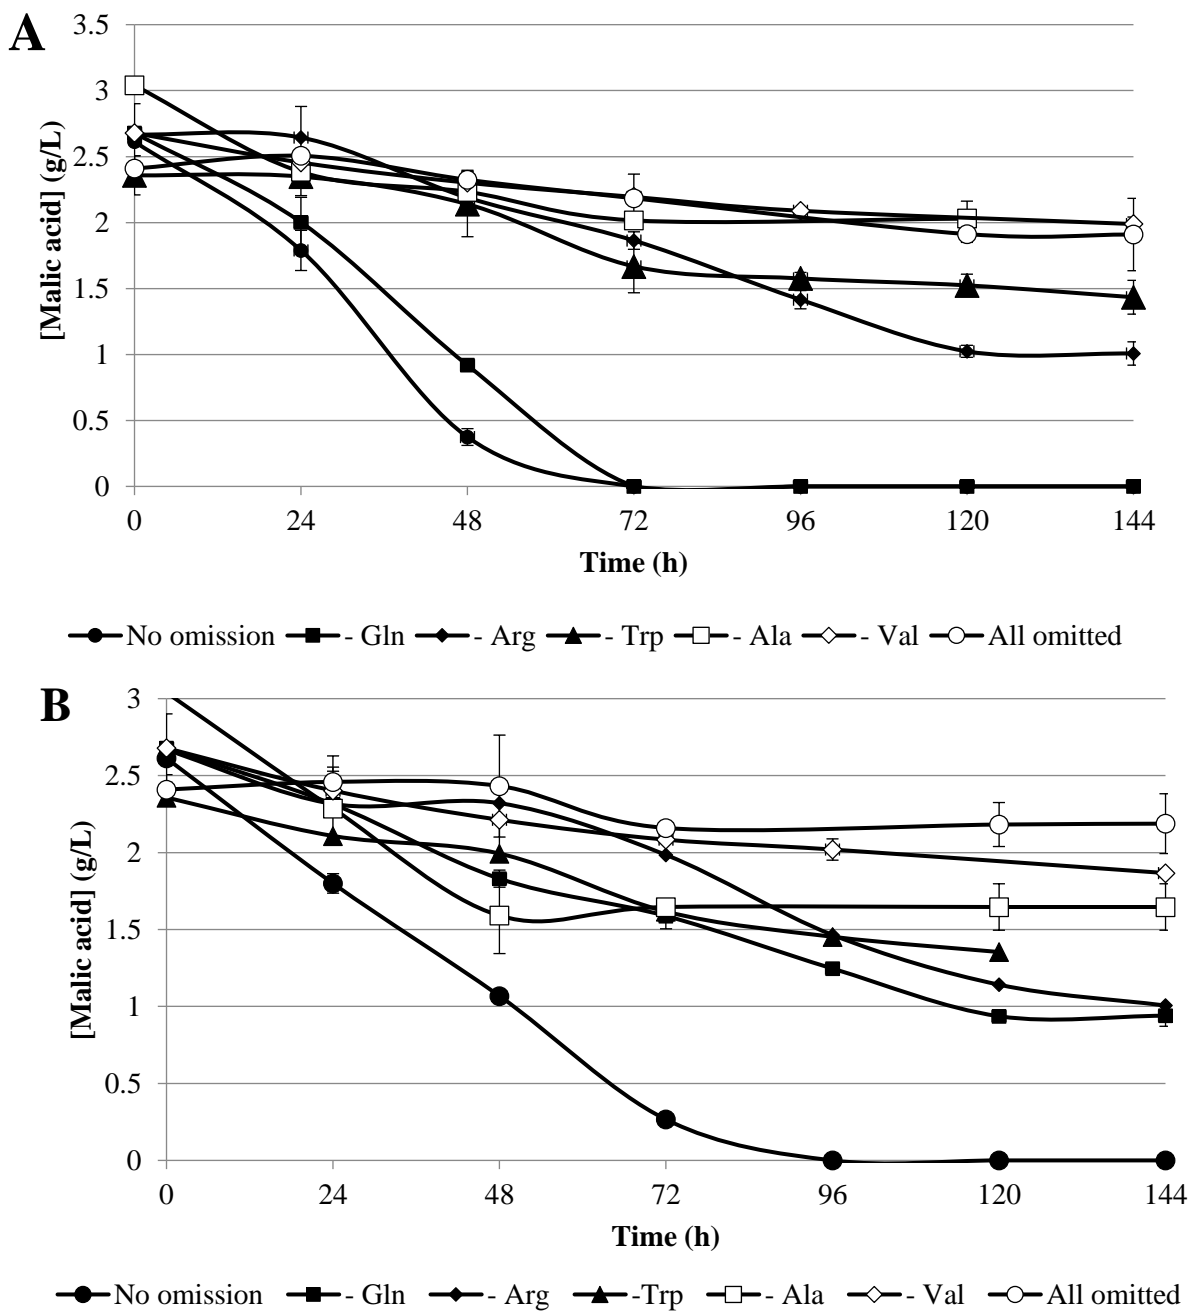 A
3.5
3
2.5
2
1.5
1
0.5
0
[Malic acid] (g/L)
0 24 48 72 96 120 144
Time (h)
No omission - Gln - Arg - Trp - Ala - Val All omitted
B
3
2.5
2
1.5
1
0.5
0
[Malic acid] (g/L)
0 24 48 72 96 120 144
Time (h)
No omission - Gln - Arg -Trp - Ala - Val All omitted